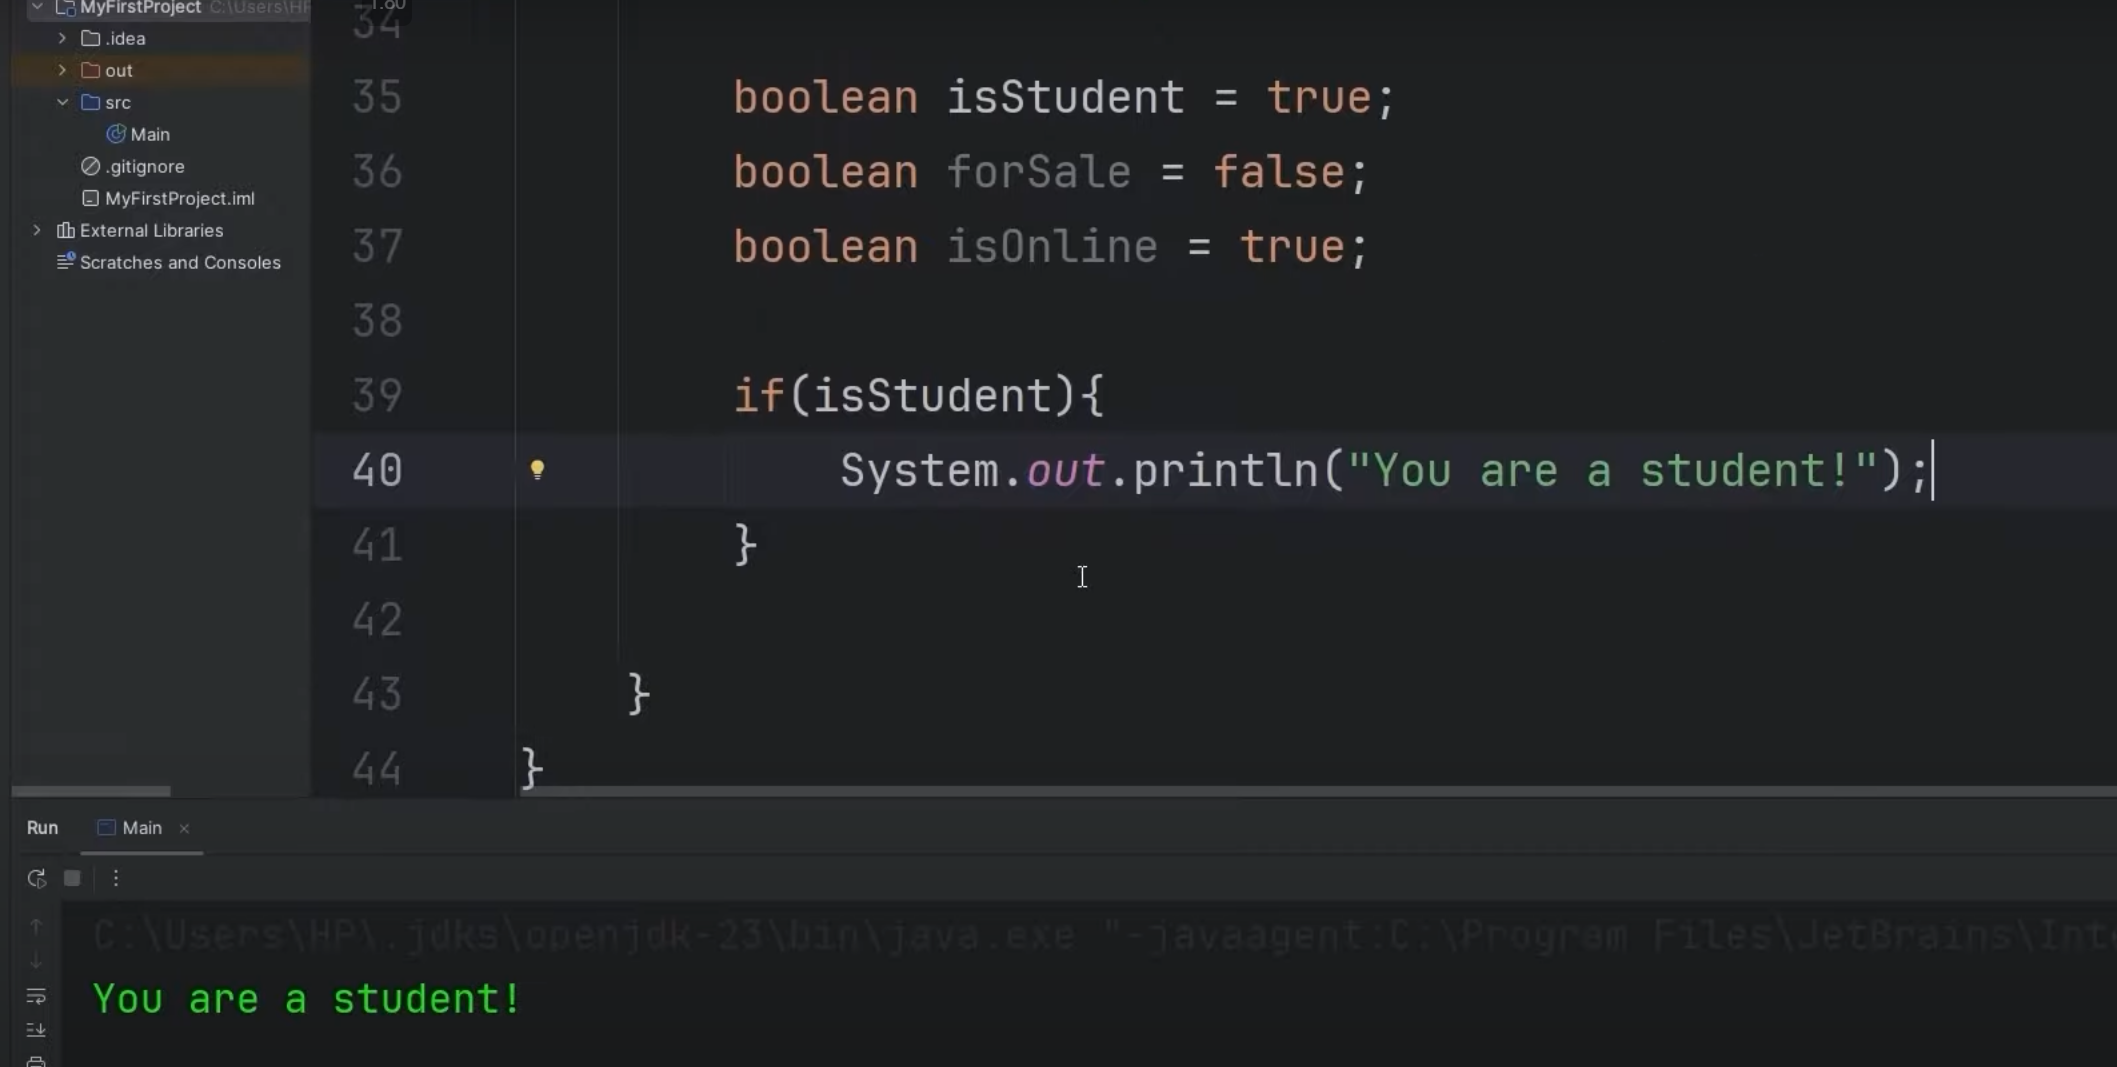 MyFirstProject C:\Users\HP
.idea
out
src
Main
.gitignore
MyFirstProject.iml
External Libraries
Scratches and Consoles
34
35 boolean isStudent = true;
36 boolean forSale = false;
37 boolean isOnline = true;
38
39 if(isStudent){
40 System.out.println("You are a student!");
41 }
42
43 }
44 }
Run Main
C:\Users\HP\.jdks\openjdk-23\bin\java.exe "-javaagent:C:\Program Files\JetBrains\Inte
You are a student!